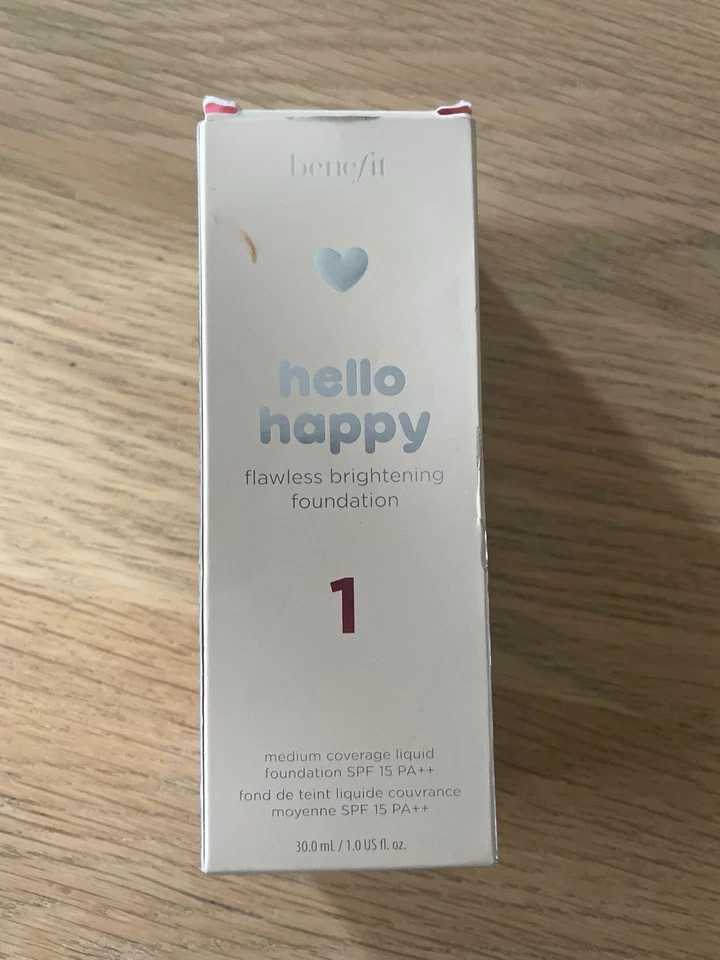 benefit
hello
happy
flawless brightening
foundation
1
medium coverage liquid
foundation SPF 15 PA++
fond de teint liquide couvrance
moyenne SPF 15 PA++
30.0 mL / 1.0 US fl. oz.